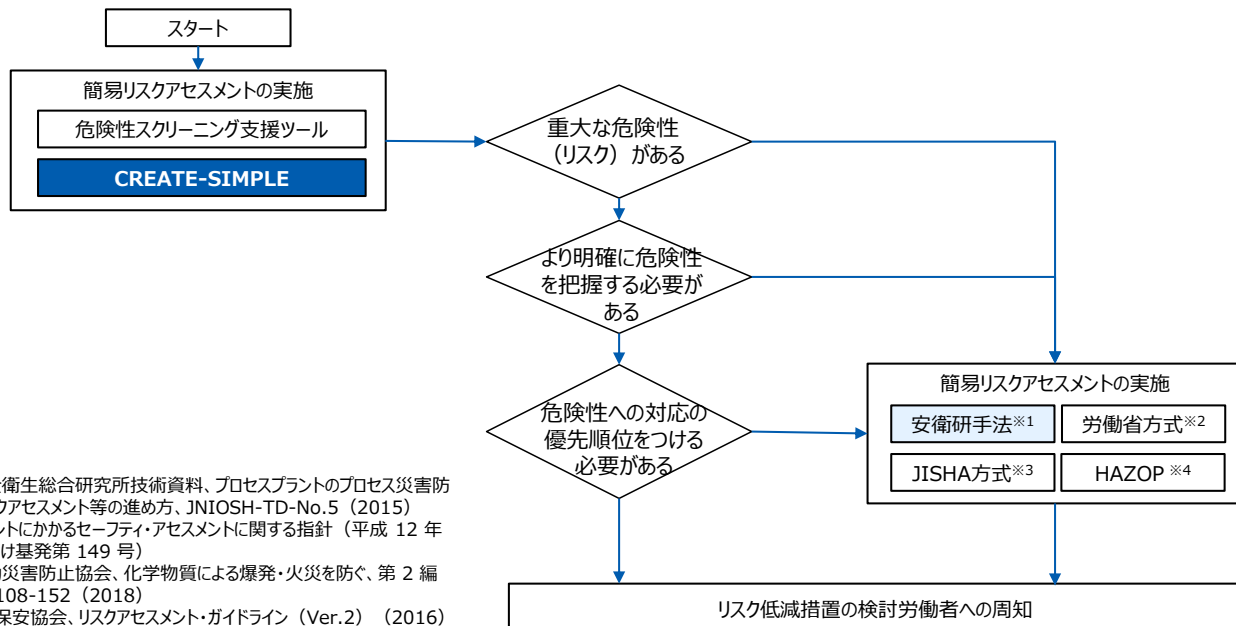 スタート
簡易リスクアセスメントの実施
危険性スクリーニング支援ツール
CREATE-SIMPLE
重大な危険性
（リスク）がある
より明確に危険性
を把握する必要が
ある
危険性への対応の
優先順位をつける
必要がある
簡易リスクアセスメントの実施
安衛研手法※1
労働省方式※2
JISHA方式※3
HAZOP ※4
衛生総合研究所技術資料、プロセスプラントのプロセス災害防
クアセスメント等の進め方、JNIOSH-TD-No.5（2015）
ントにかかるセーフティ・アセスメントに関する指針（平成 12 年
け基発第 149 号）
災害防止協会、化学物質による爆発・火災を防ぐ、第 2 編
108-152（2018）
保安協会、リスクアセスメント・ガイドライン（Ver.2）（2016）
リスク低減措置の検討労働者への周知